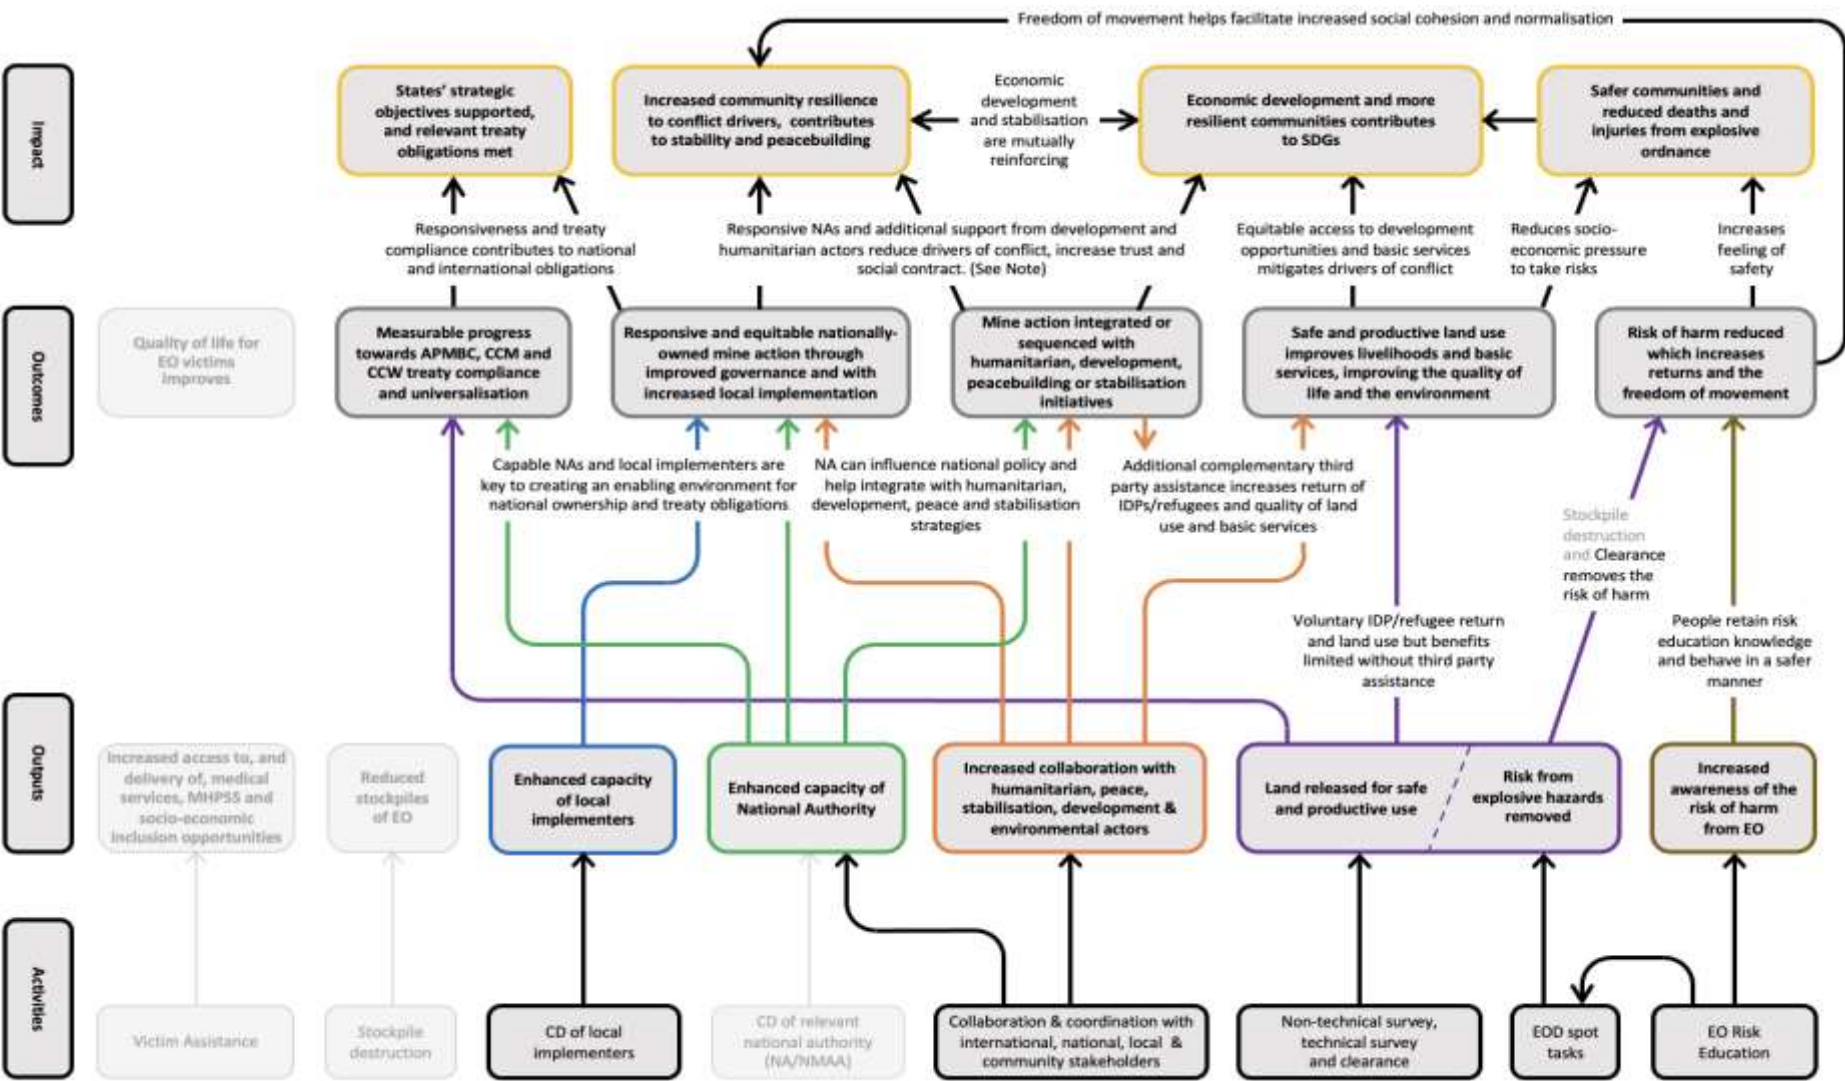 Freedom of movement helps facilitate increased social cohesion and normalisation
Impact
States' strategic
objectives supported,
and relevant treaty
obligations met
Increased community resilience
to conflict drivers, contributes
to stability and peacebuilding
Economic
development
and stabilisation
are mutually
reinforcing
Economic development and more
resilient communities contributes
to SDGs
Safer communities and
reduced deaths and
injuries from explosive
ordnance
Responsiveness and treaty
compliance contributes to national
and international obligations
Responsive NAs and additional support from development and
humanitarian actors reduce drivers of conflict, increase trust and
social contract. (See Note)
Equitable access to development
opportunities and basic services
mitigates drivers of conflict
Reduces socio-
economic pressure
to take risks
Increases
feeling of
safety
Outcomes
Quality of life for
EO victims
improves
Measurable progress
towards APMBC, CCM and
CCW treaty compliance
and universalisation
Responsive and equitable nationally-
owned mine action through
improved governance and with
increased local implementation
Mine action integrated or
sequenced with
humanitarian, development,
peacebuilding or stabilisation
initiatives
Safe and productive land use
improves livelihoods and basic
services, improving the quality of
life and the environment
Risk of harm reduced
which increases
returns and the
freedom of movement
Capable NAs and local implementers are
key to creating an enabling environment for
national ownership and treaty obligations
NA can influence national policy and
help integrate with humanitarian,
development, peace and stabilisation
strategies
Additional complementary third
party assistance increases return of
IDPs/refugees and quality of land
use and basic services
Stockpile
destruction
and Clearance
removes the
risk of harm
Voluntary IDP/refugee return
and land use but benefits
limited without third party
assistance
People retain risk
education knowledge
and behave in a safer
manner
Outputs
Increased access to, and
delivery of, medical
services, MHPSS and
socio-economic
inclusion opportunities
Reduced
stockpiles
of EO
Enhanced capacity
of local
implementers
Enhanced capacity of
National Authority
Increased collaboration with
humanitarian, peace,
stabilisation, development &
environmental actors
Land released for safe
and productive use
Risk from
explosive hazards
removed
Increased
awareness of the
risk of harm
from EO
Activities
Victim Assistance
Stockpile
destruction
CD of local
implementers
CD of relevant
national authority
(NA/NMAA)
Collaboration & coordination with
international, national, local &
community stakeholders
Non-technical survey,
technical survey
and clearance
EOD spot
tasks
EO Risk
Education